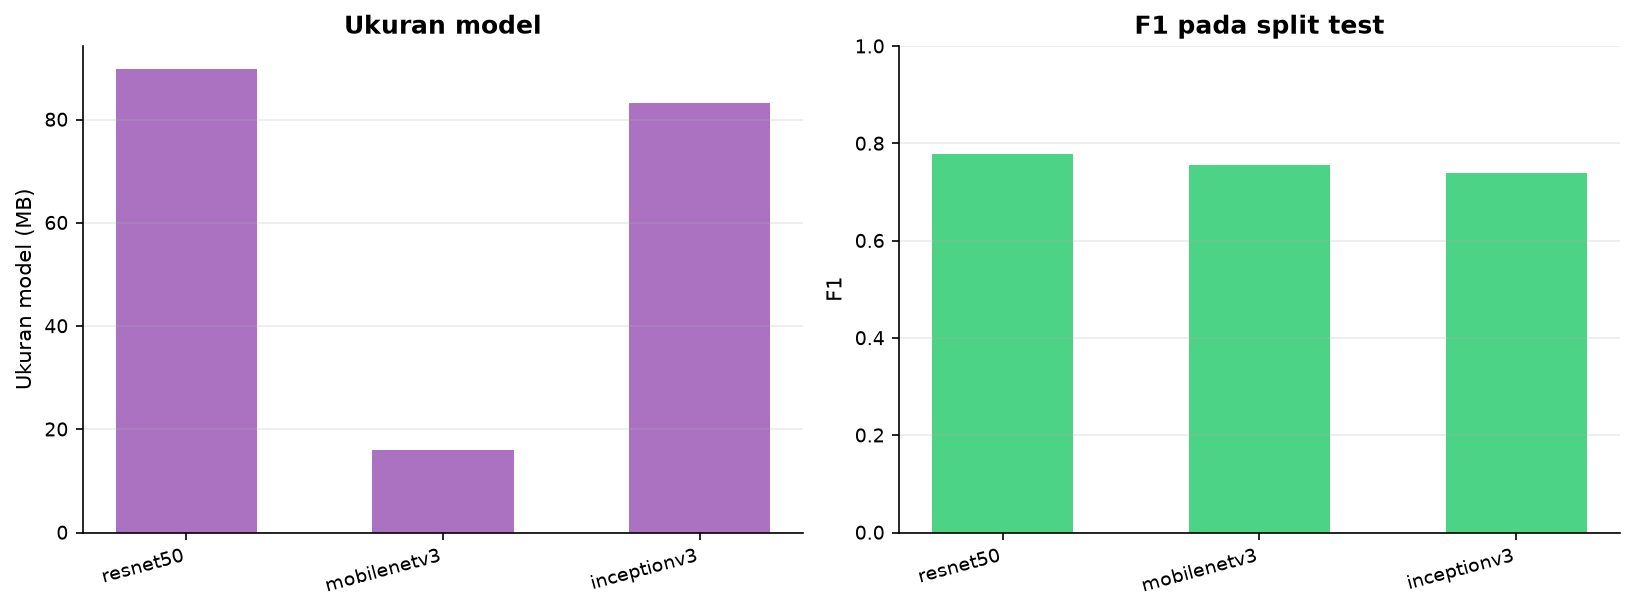 Ukuran model
Ukuran model (MB)
80
60
40
20
0
resnet50
mobilenetv3
inceptionv3
F1 pada split test
F1
1.0
0.8
0.6
0.4
0.2
0.0
resnet50
mobilenetv3
inceptionv3